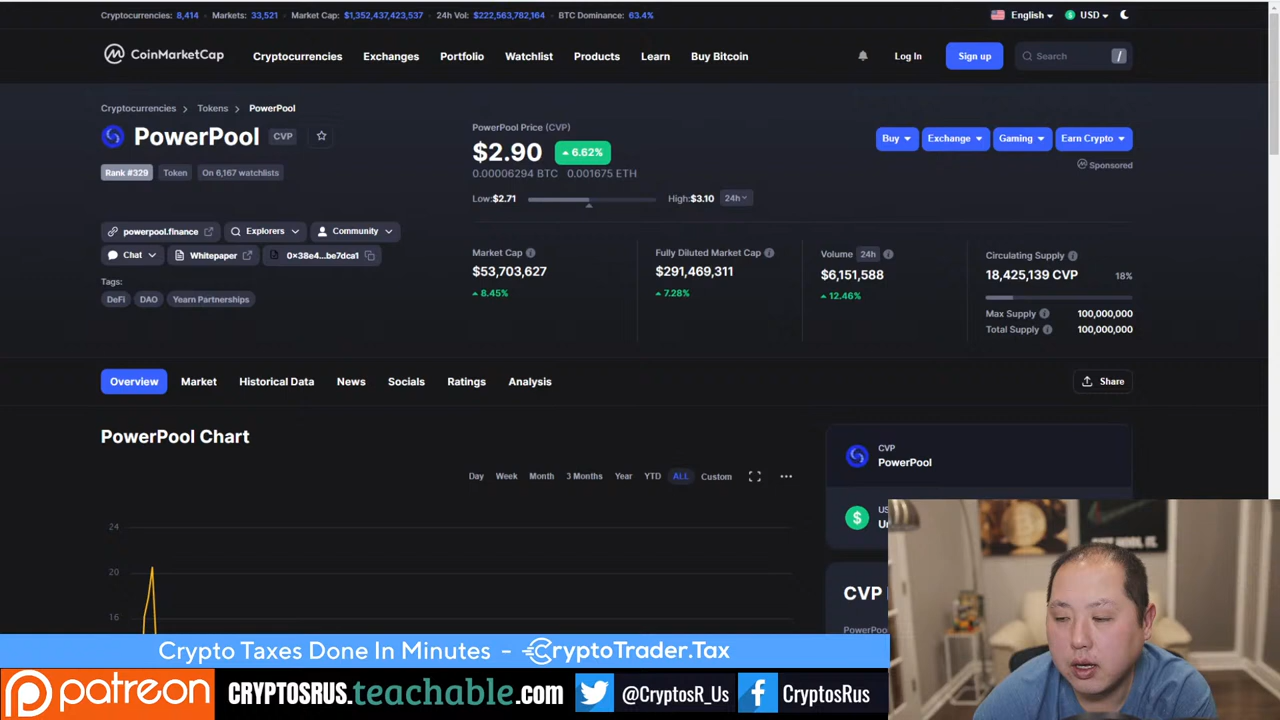 Cryptocurrencies: 8,414 Markets: 33,521 Market Cap: $1,352,437,423,537 24h Vol: $222,563,782,164 BTC Dominance: 63.4% English USD
CoinMarketCap Cryptocurrencies Exchanges Portfolio Watchlist Products Learn Buy Bitcoin Log In Sign up Search /
Cryptocurrencies > Tokens > PowerPool
PowerPool CVP
Rank #329 Token On 6,167 watchlists
powerpool.finance Explorers Community
Chat Whitepaper 0x38e4...be7dca1
Tags:
DeFi DAO Yearn Partnerships
PowerPool Price (CVP)
$2.90 6.62%
0.00006294 BTC 0.001675 ETH
Low:$2.71 High:$3.10 24h
Buy Exchange Gaming Earn Crypto
Sponsored
Market Cap
$53,703,627
8.45%
Fully Diluted Market Cap
$291,469,311
7.28%
Volume 24h
$6,151,588
12.46%
Circulating Supply
18,425,139 CVP 18%
Max Supply 100,000,000
Total Supply 100,000,000
Overview Market Historical Data News Socials Ratings Analysis Share
PowerPool Chart
Day Week Month 3 Months Year YTD ALL Custom
24
20
16
CVP
PowerPool
CVP
Crypto Taxes Done In Minutes - CryptoTrader.Tax
patreon CRYPTOSRUS.teachable.com @CryptosR_Us CryptosRus